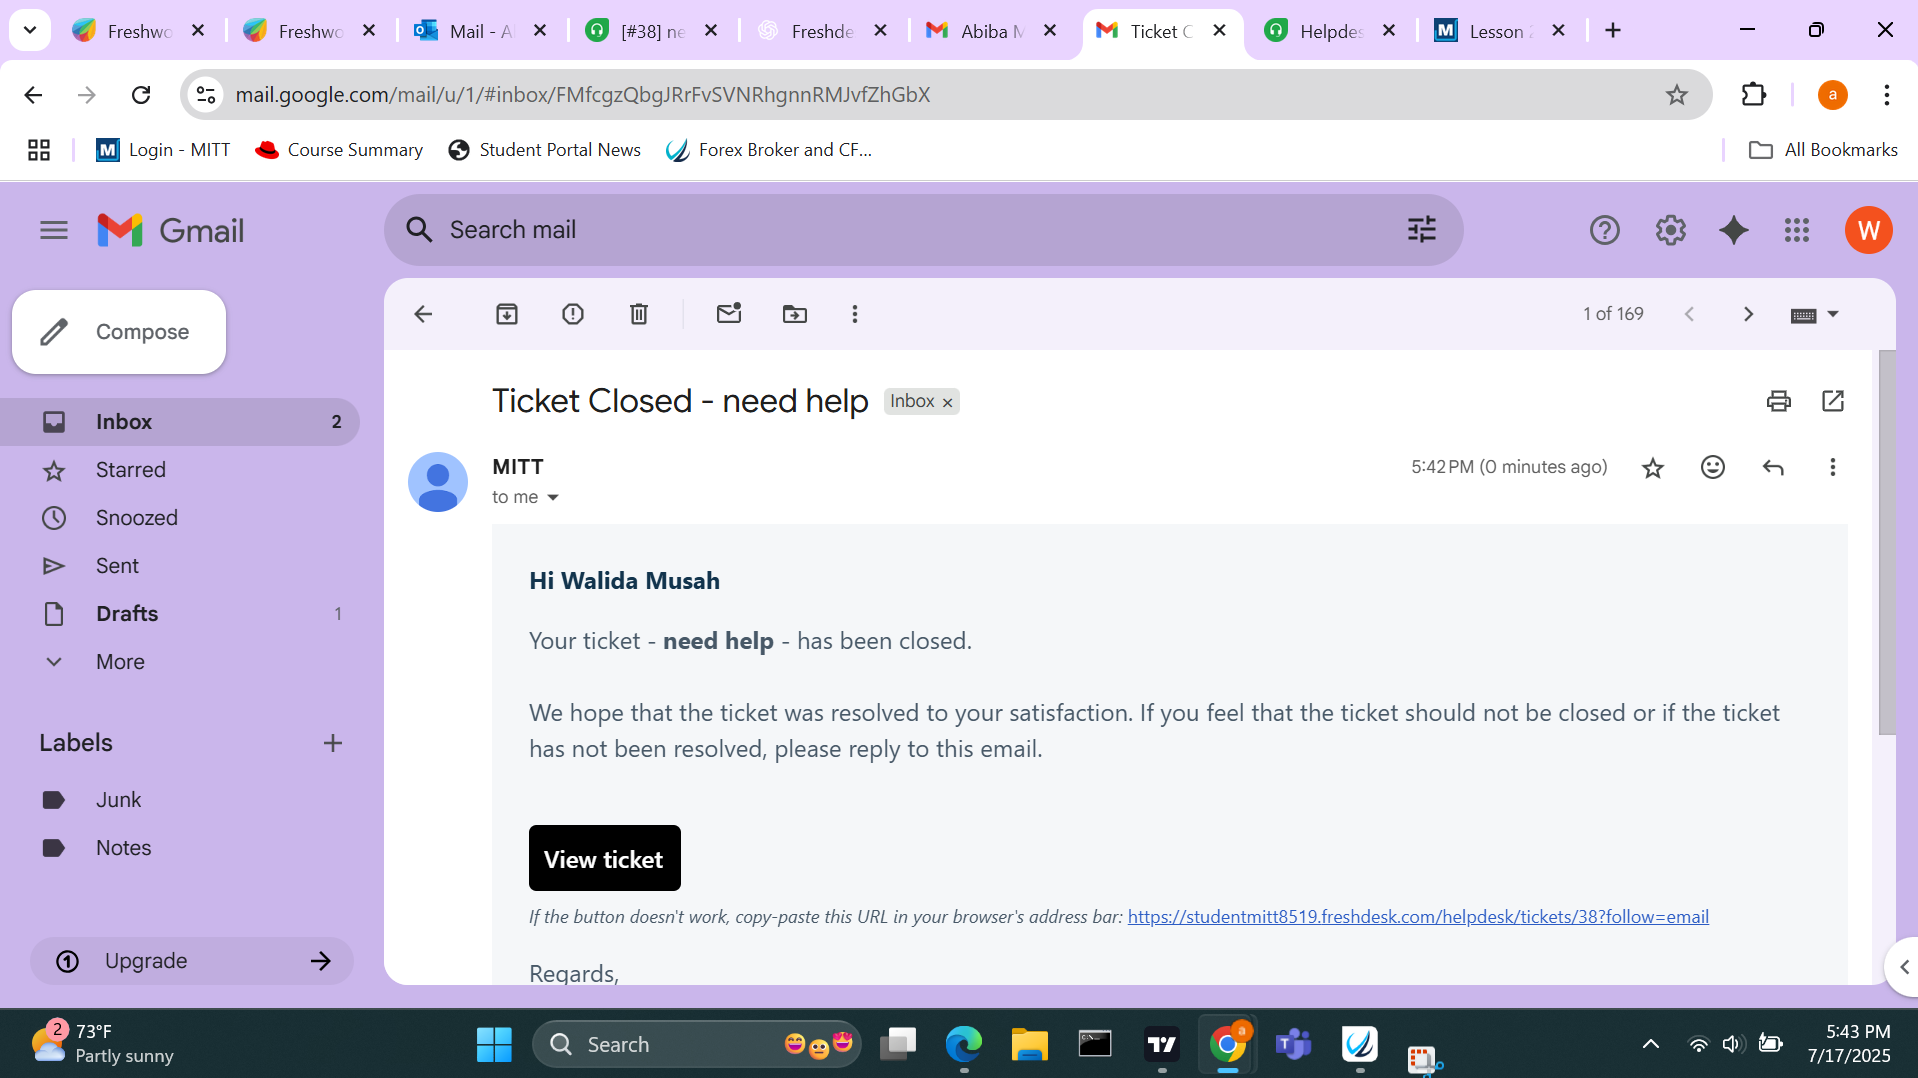 Freshwo
Freshwo
Mail - A
[#38] ne
Freshde
Abiba M
Ticket C
Helpdes
Lesson 2
mail.google.com/mail/u/1/#inbox/FMfcgzQbgJRrFvSVNRhgnnRMJvfZhGbX
a
Login - MITT
Course Summary
Student Portal News
Forex Broker and CF...
All Bookmarks
Gmail
Search mail
W
Compose
1 of 169
Inbox 2
Starred
Snoozed
Sent
Drafts 1
More
Labels
Junk
Notes
Upgrade
Ticket Closed - need help
Inbox
MITT
5:42 PM (0 minutes ago)
to me
Hi Walida Musah
Your ticket - need help - has been closed.
We hope that the ticket was resolved to your satisfaction. If you feel that the ticket should not be closed or if the ticket
has not been resolved, please reply to this email.
View ticket
If the button doesn't work, copy-paste this URL in your browser's address bar: https://studentmitt8519.freshdesk.com/helpdesk/tickets/38?follow=email
Regards,
2
73°F
Partly sunny
Search
a
5:43 PM
7/17/2025